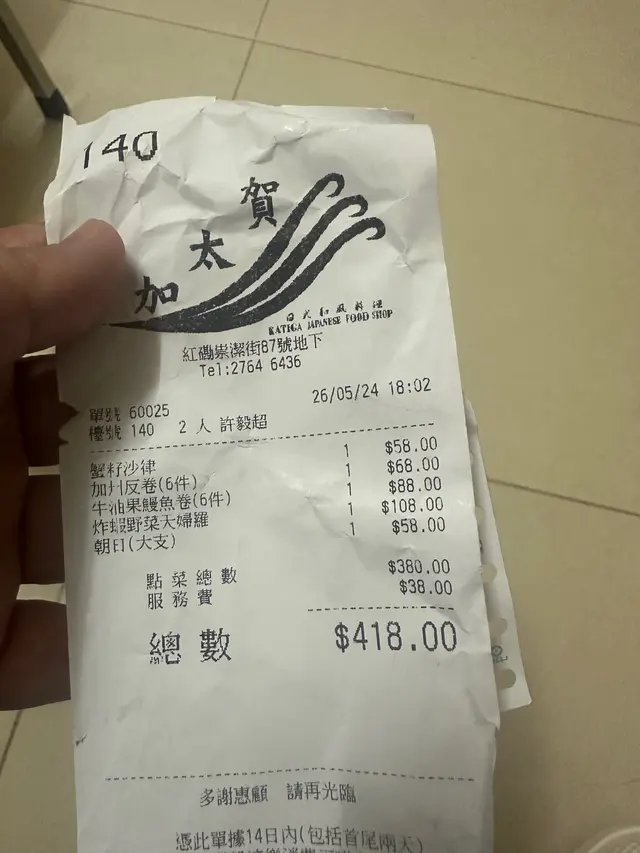 140
加太賀
日式和風料理
KATIGA JAPANESE FOOD SHOP
紅磡崇潔街87號地下
Tel:2764 6436
26/05/24 18:02
單號 60025
檯號 140 2 人 許毅超
蟹籽沙律 1 $58.00
加州反卷(6件) 1 $68.00
牛油果鰻魚卷(6件) 1 $88.00
炸蝦野菜天婦羅 1 $108.00
朝日(大支) 1 $58.00
點菜總數 $380.00
服務費 $38.00
總數 $418.00
多謝惠顧 請再光臨
憑此單據14日內(包括首尾兩天)